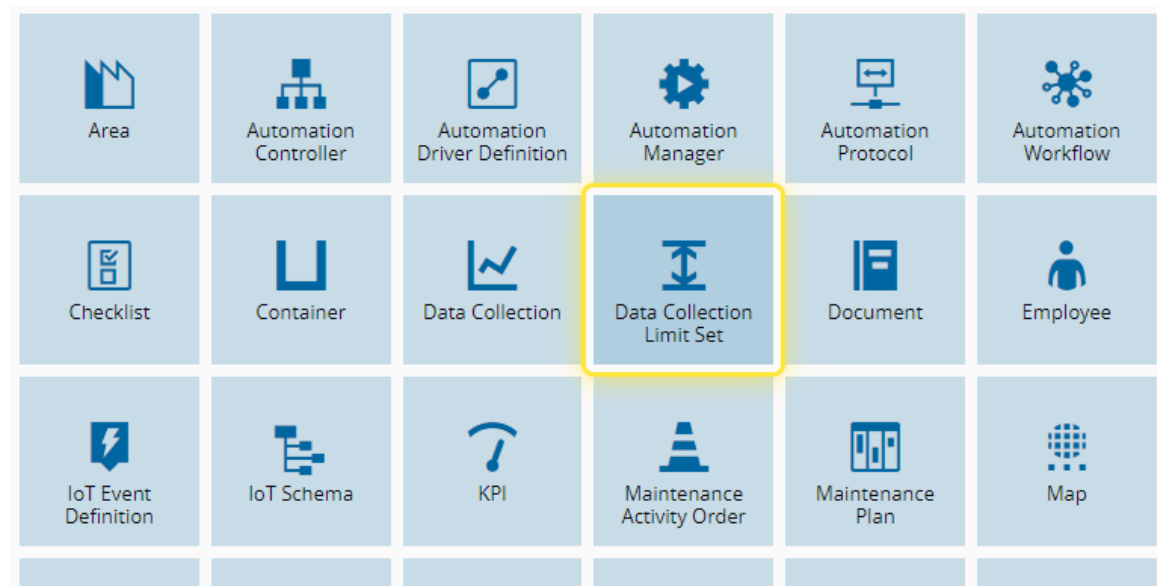 Area
Automation
Controller
Automation
Driver Definition
Automation
Manager
Automation
Protocol
Automation
Workflow
Checklist
Container
Data Collection
Data Collection
Limit Set
Document
Employee
IoT Event
Definition
IoT Schema
KPI
Maintenance
Activity Order
Maintenance
Plan
Map